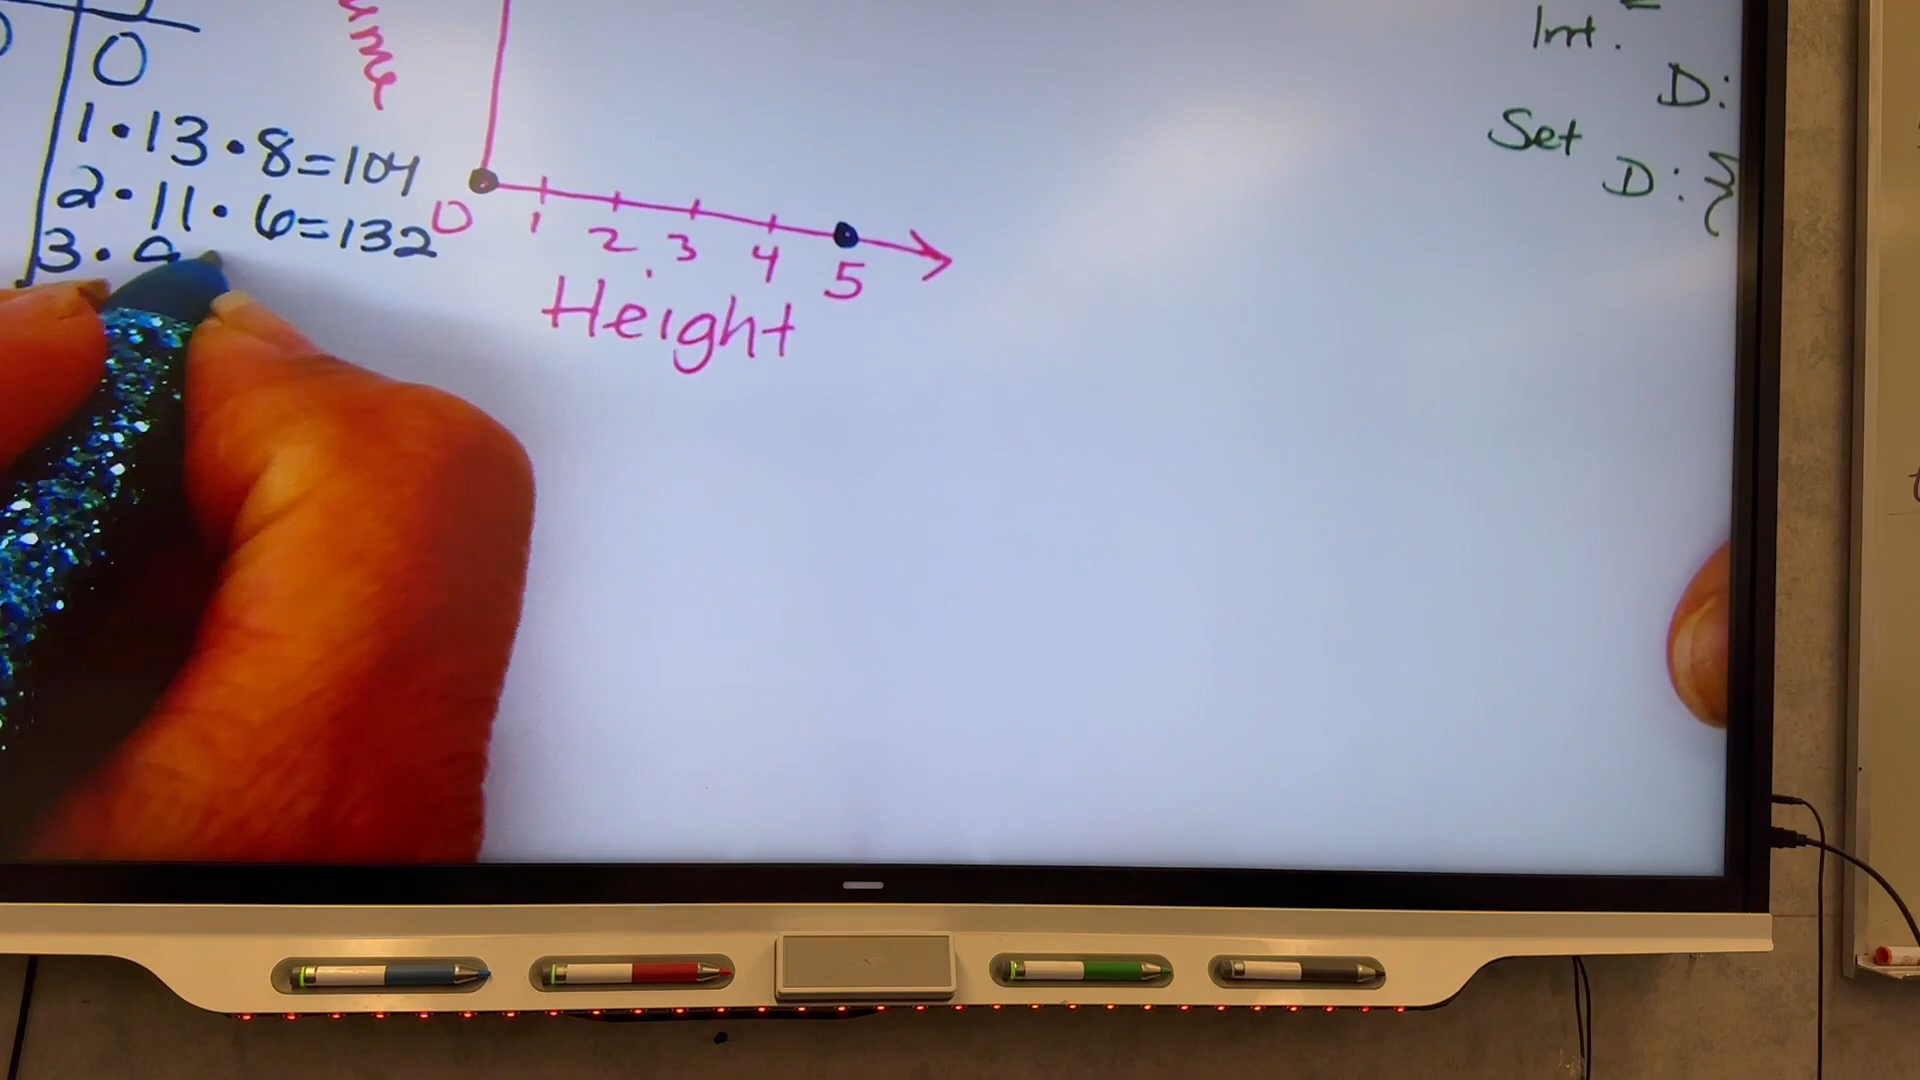 0
1·13·8=104
2·11·6=132
3·9
0 1 2 3 4 5
Height
Int.
D:
Set
D: {